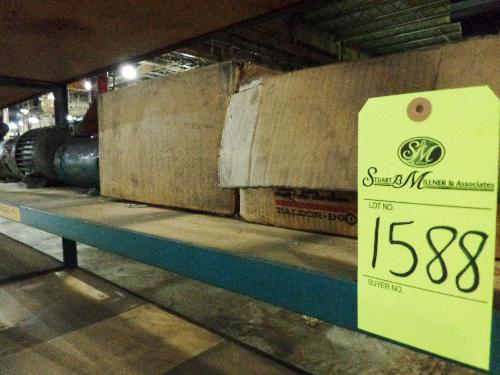 SM
STUART B. MILLNER & Associates
LOT NO.
1588
BUYER NO.
BALDOR·DO